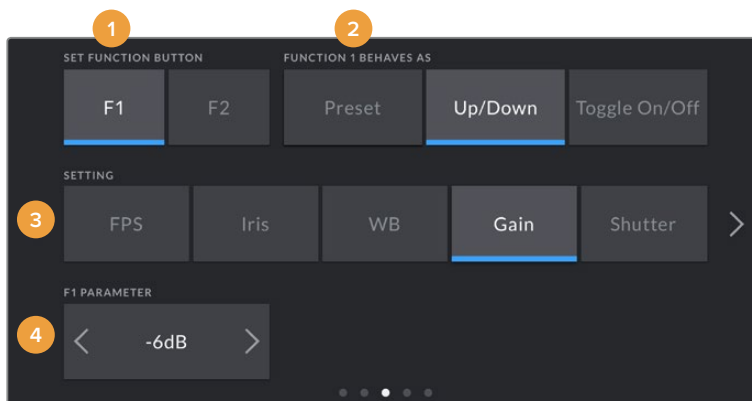 1 2
SET FUNCTION BUTTON FUNCTION 1 BEHAVES AS
F1 F2 Preset Up/Down Toggle On/Off
SETTING
3 FPS Iris WB Gain Shutter
F1 PARAMETER
4 -6dB